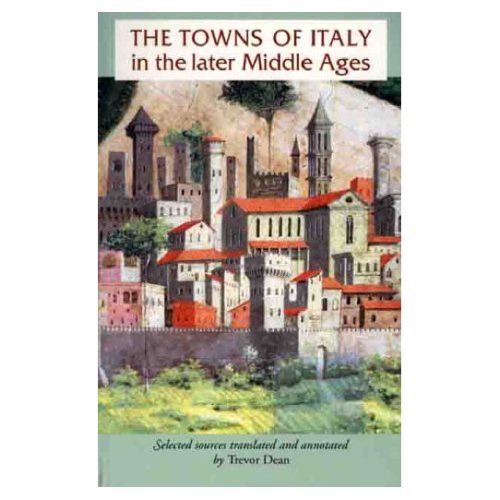 THE TOWNS OF ITALY
in the later Middle Ages
Selected sources translated and annotated
by Trevor Dean